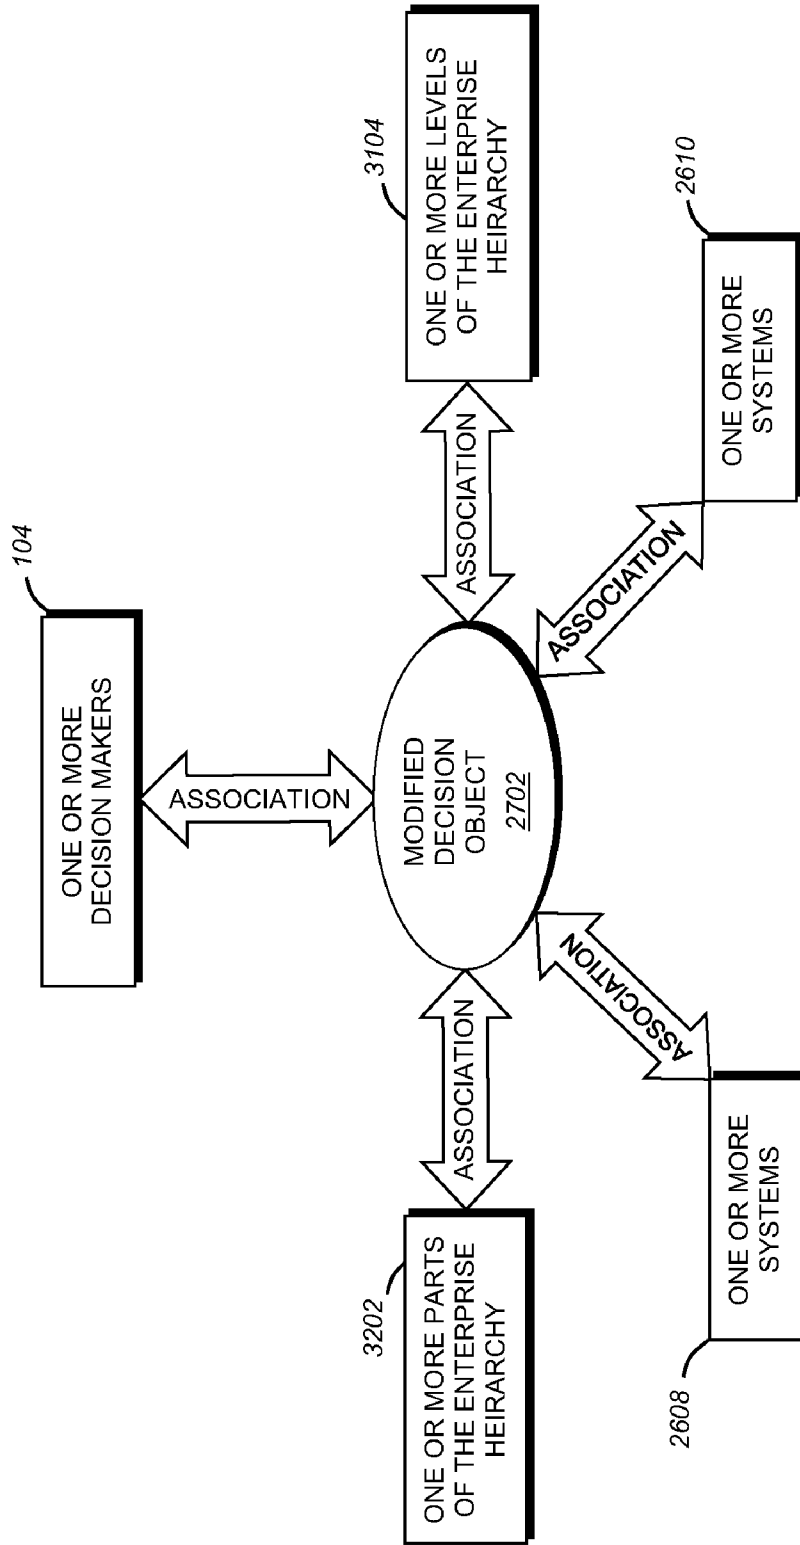 104
ONE OR MORE
DECISION MAKERS
ASSOCIATION
3202
ONE OR MORE PARTS
OF THE ENTERPRISE
HEIRARCHY
ASSOCIATION
MODIFIED
DECISION
OBJECT
2702
ASSOCIATION
3104
ONE OR MORE LEVELS
OF THE ENTERPRISE
HEIRARCHY
ASSOCIATION
ASSOCIATION
2608
ONE OR MORE
SYSTEMS
2610
ONE OR MORE
SYSTEMS